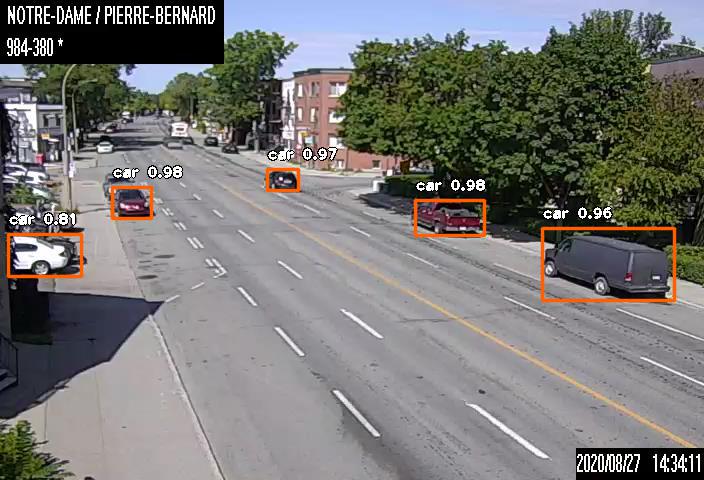 NOTRE-DAME / PIERRE-BERNARD
984-380 *
car 0.97
car 0.98
car 0.98
car 0.96
car 0.81
2020/08/27 14:34:11